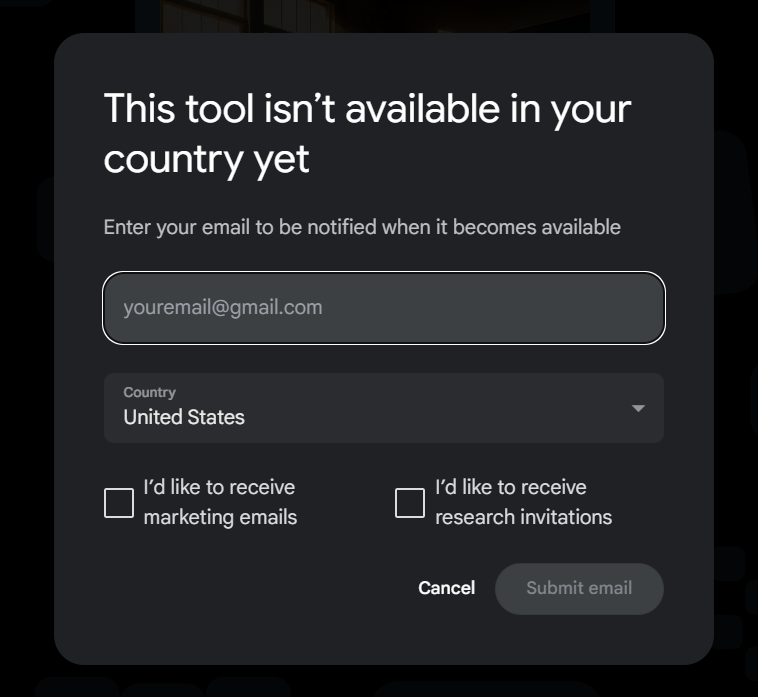 This tool isn’t available in your
country yet
Enter your email to be notified when it becomes available
youremail@gmail.com
Country
United States
I’d like to receive
marketing emails
I’d like to receive
research invitations
Cancel
Submit email